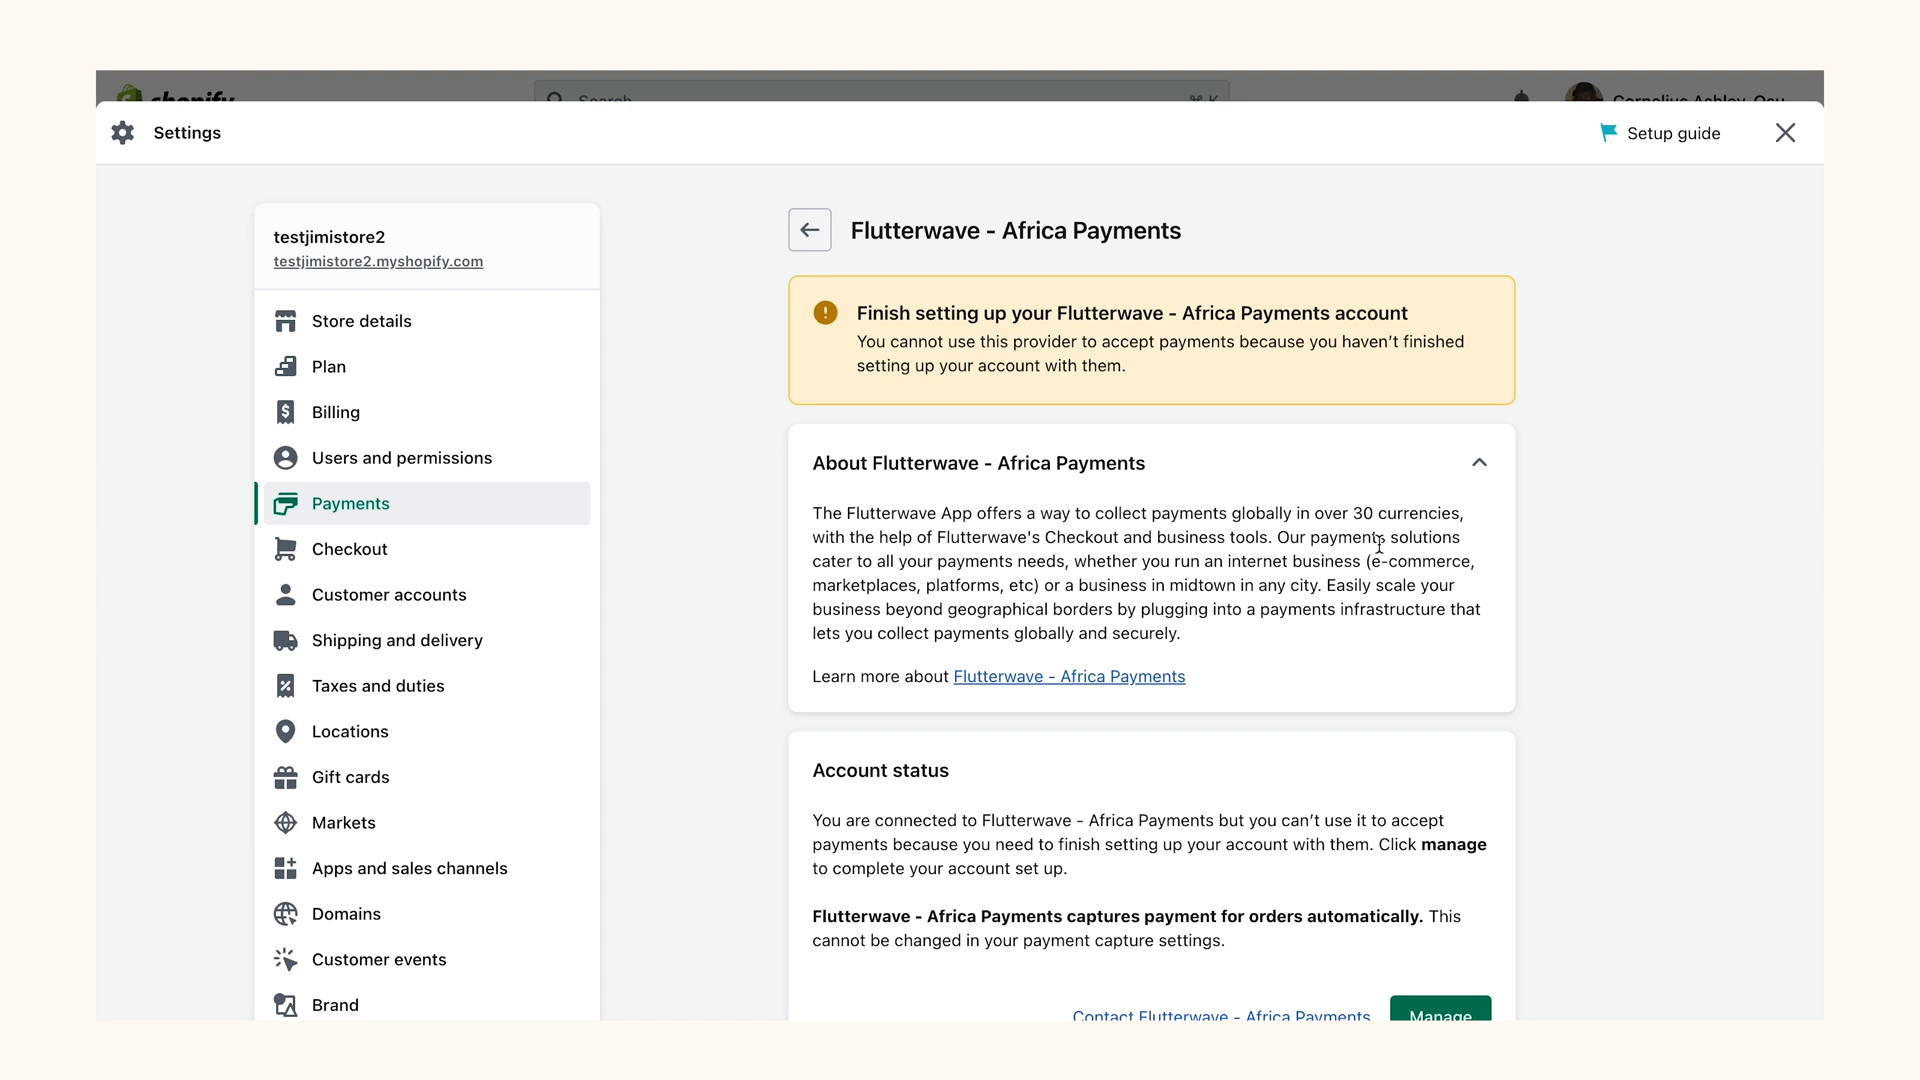 shopify
Search
⌘ K
Settings
Setup guide
testjimistore2
testjimistore2.myshopify.com
Store details
Plan
Billing
Users and permissions
Payments
Checkout
Customer accounts
Shipping and delivery
Taxes and duties
Locations
Gift cards
Markets
Apps and sales channels
Domains
Customer events
Brand
Flutterwave - Africa Payments
Finish setting up your Flutterwave - Africa Payments account
You cannot use this provider to accept payments because you haven’t finished
setting up your account with them.
About Flutterwave - Africa Payments
The Flutterwave App offers a way to collect payments globally in over 30 currencies,
with the help of Flutterwave's Checkout and business tools. Our payments solutions
cater to all your payments needs, whether you run an internet business (e-commerce,
marketplaces, platforms, etc) or a business in midtown in any city. Easily scale your
business beyond geographical borders by plugging into a payments infrastructure that
lets you collect payments globally and securely.
Learn more about Flutterwave - Africa Payments
Account status
You are connected to Flutterwave - Africa Payments but you can’t use it to accept
payments because you need to finish setting up your account with them. Click manage
to complete your account set up.
Flutterwave - Africa Payments captures payment for orders automatically. This
cannot be changed in your payment capture settings.
Contact Flutterwave - Africa Payments
Manage